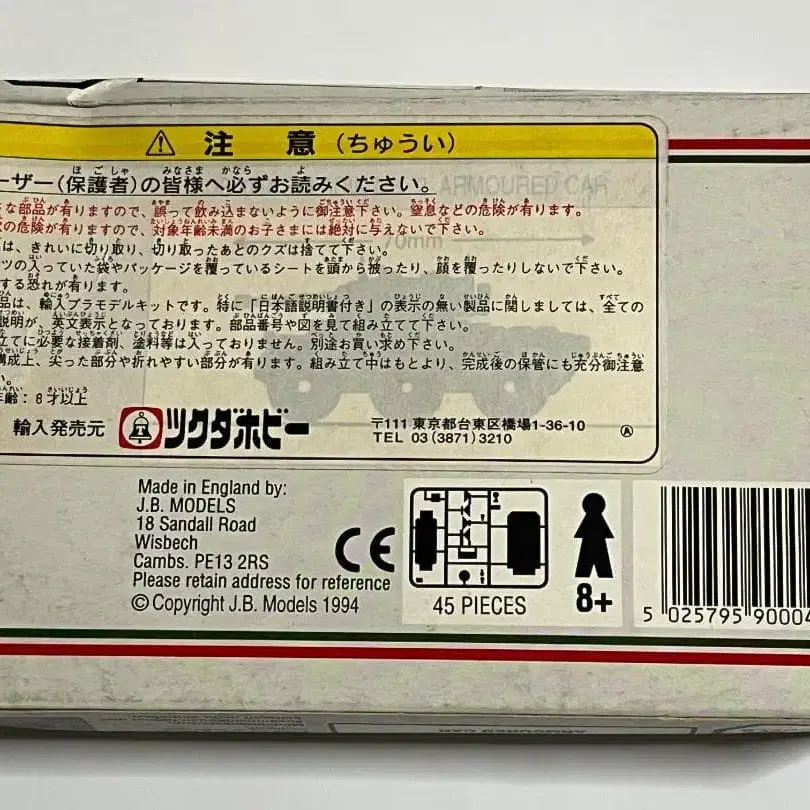 ⚠ 注 意 (ちゅうい)
ーザー(保護者)の皆様へ必ずお読みください。
ARMOURED CAR
な部品が有りますので、誤って飲み込まないように御注意下さい。窒息などの危険が有ります。
の危険が有りますので、対象年齢未満のお子さまには絶対に与えないで下さい。
70mm
は、きれいに切り取り、切り取ったあとのクズは捨てて下さい。
ツの入っていた袋やパッケージを覆っているシートを頭から被ったり、顔を覆ったりしないで下さい。
する恐れが有ります。
品は、輸入プラモデルキットです。特に「日本語説明書付き」の表示の無い製品に関しましては、全ての
説明が、英文表示となっております。部品番号や図を見て組み立てて下さい。
立てに必要な接着剤、塗料等は入っておりません。別途お買い求め下さい。
構成上、尖った部分や折れやすい部分が有ります。組み立て中はもとより、完成後の保管にも充分御注意
い。
年齢:8才以上
輸入発売元 ツクダホビー
〒111 東京都台東区橋場1-36-10
TEL 03(3871)3210
Ⓐ
Made in England by:
J.B. MODELS
18 Sandall Road
Wisbech
Cambs. PE13 2RS
Please retain address for reference
© Copyright J.B. Models 1994
CE
45 PIECES
8+
5 025795 90004
ARMOURED CAR